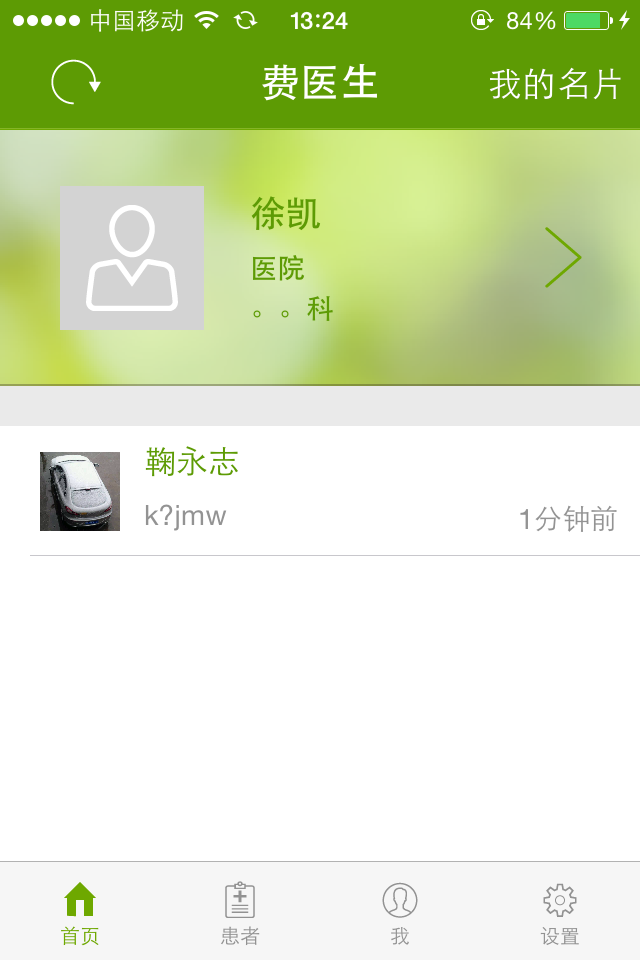 中国移动 13:24 84%
费医生 我的名片
徐凯
医院
。。科
鞠永志
k?jmw 1分钟前
首页 患者 我 设置